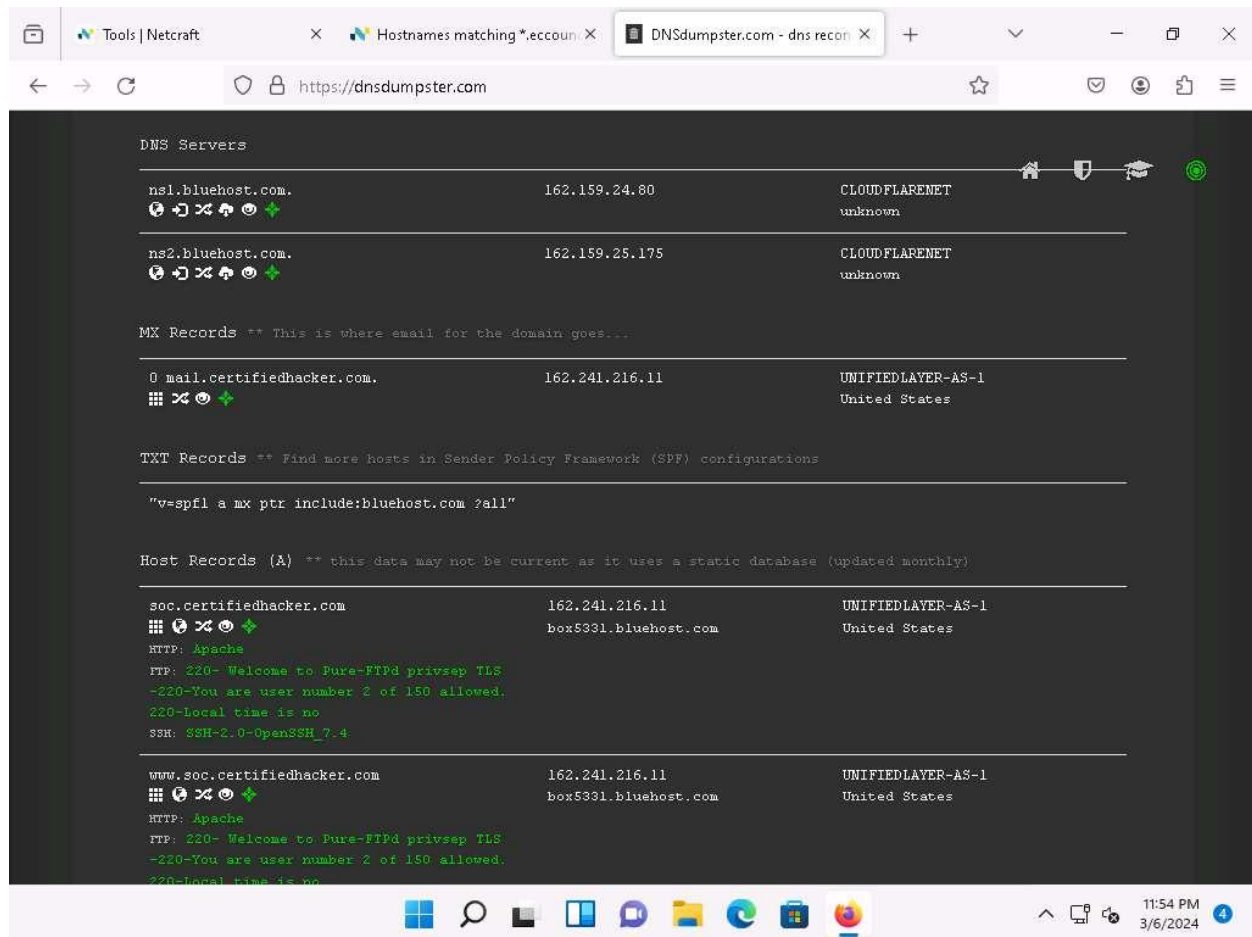 Tools | Netcraft
Hostnames matching *.eccoun
DNSdumpster.com - dns recon
https://dnsdumpster.com
DNS Servers
ns1.bluehost.com. 162.159.24.80 CLOUDFLARENET
unknown
ns2.bluehost.com. 162.159.25.175 CLOUDFLARENET
unknown
MX Records ** This is where email for the domain goes...
0 mail.certifiedhacker.com. 162.241.216.11 UNIFIEDLAYER-AS-1
United States
TXT Records ** Find more hosts in Sender Policy Framework (SPF) configurations
"v=spf1 a mx ptr include:bluehost.com ?all"
Host Records (A) ** this data may not be current as it uses a static database (updated monthly)
soc.certifiedhacker.com 162.241.216.11 UNIFIEDLAYER-AS-1
box5331.bluehost.com United States
HTTP: Apache
FTP: 220- Welcome to Pure-FTPd privsep TLS
-220-You are user number 2 of 150 allowed.
220-Local time is no
SSH: SSH-2.0-OpenSSH_7.4
www.soc.certifiedhacker.com 162.241.216.11 UNIFIEDLAYER-AS-1
box5331.bluehost.com United States
HTTP: Apache
FTP: 220- Welcome to Pure-FTPd privsep TLS
-220-You are user number 2 of 150 allowed.
220-Local time is no
11:54 PM
3/6/2024
4